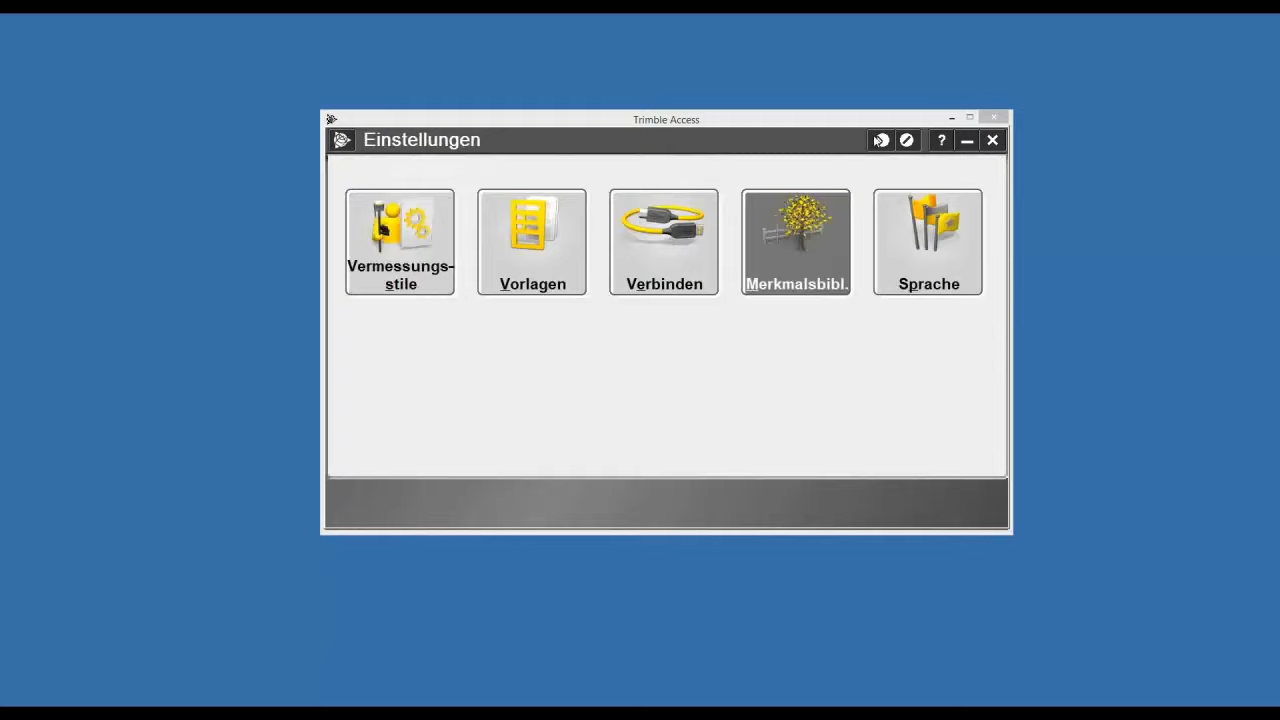 Trimble Access
Einstellungen
?
Vermessungs-
stile
Vorlagen
Verbinden
Merkmalsbibl.
Sprache